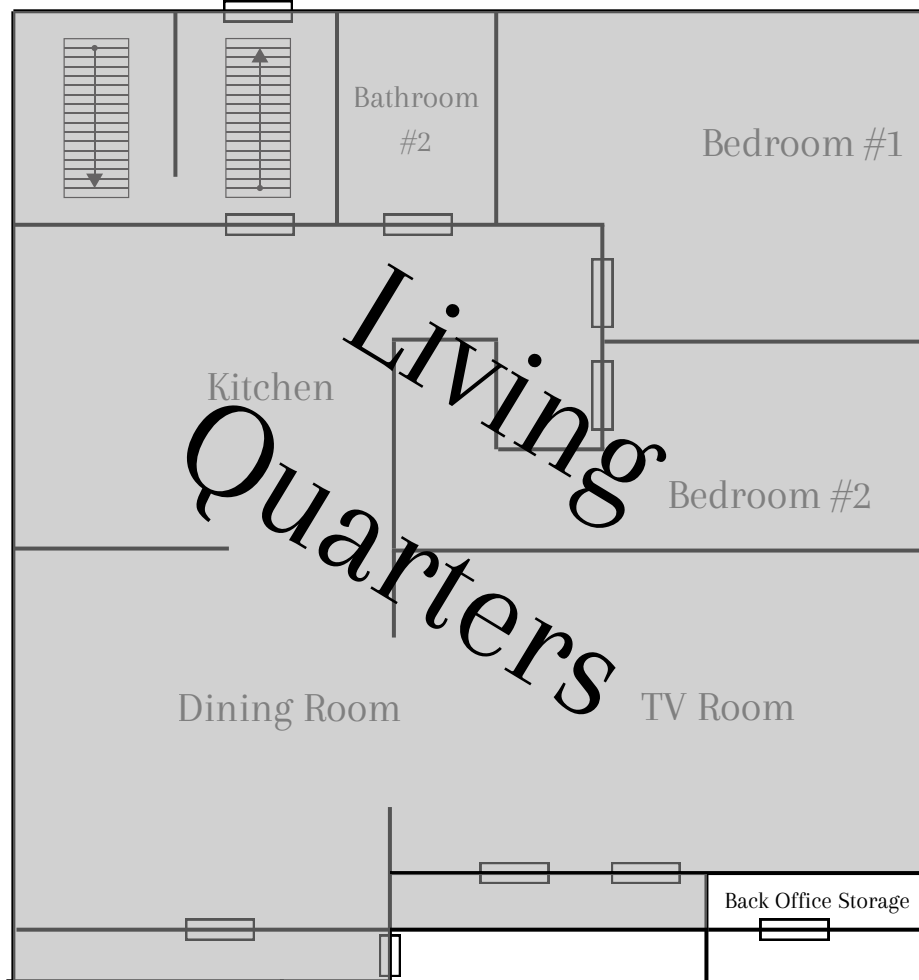 Bathroom
#2
Bedroom #1
Living
Quarters
Kitchen
Bedroom #2
Dining Room
TV Room
Back Office Storage